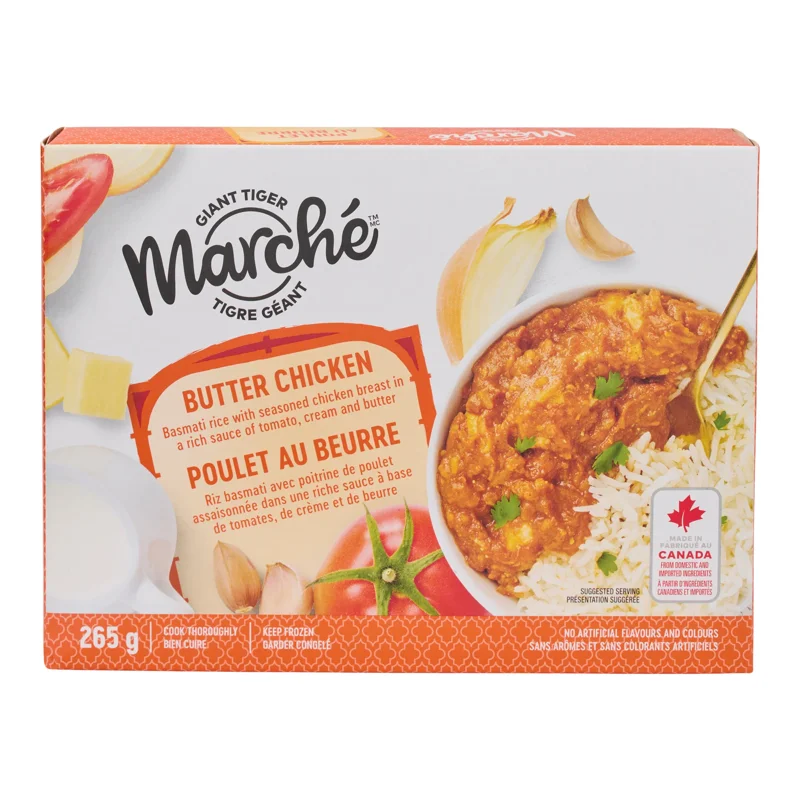 POULET
AU BEURRE
Marché
GIANT TIGER
Marché
TM
MC
TIGRE GÉANT
BUTTER CHICKEN
Basmati rice with seasoned chicken breast in
a rich sauce of tomato, cream and butter
POULET AU BEURRE
Riz basmati avec poitrine de poulet
assaisonnée dans une riche sauce à base
de tomates, de crème et de beurre
MADE IN
FABRIQUÉ AU
CANADA
FROM DOMESTIC AND
IMPORTED INGREDIENTS
À PARTIR D'INGRÉDIENTS
CANADIENS ET IMPORTÉS
SUGGESTED SERVING
PRÉSENTATION SUGGÉRÉE
265 g
COOK THOROUGHLY
BIEN CUIRE
KEEP FROZEN
GARDER CONGELÉ
NO ARTIFICIAL FLAVOURS AND COLOURS
SANS ARÔMES ET SANS COLORANTS ARTIFICIELS